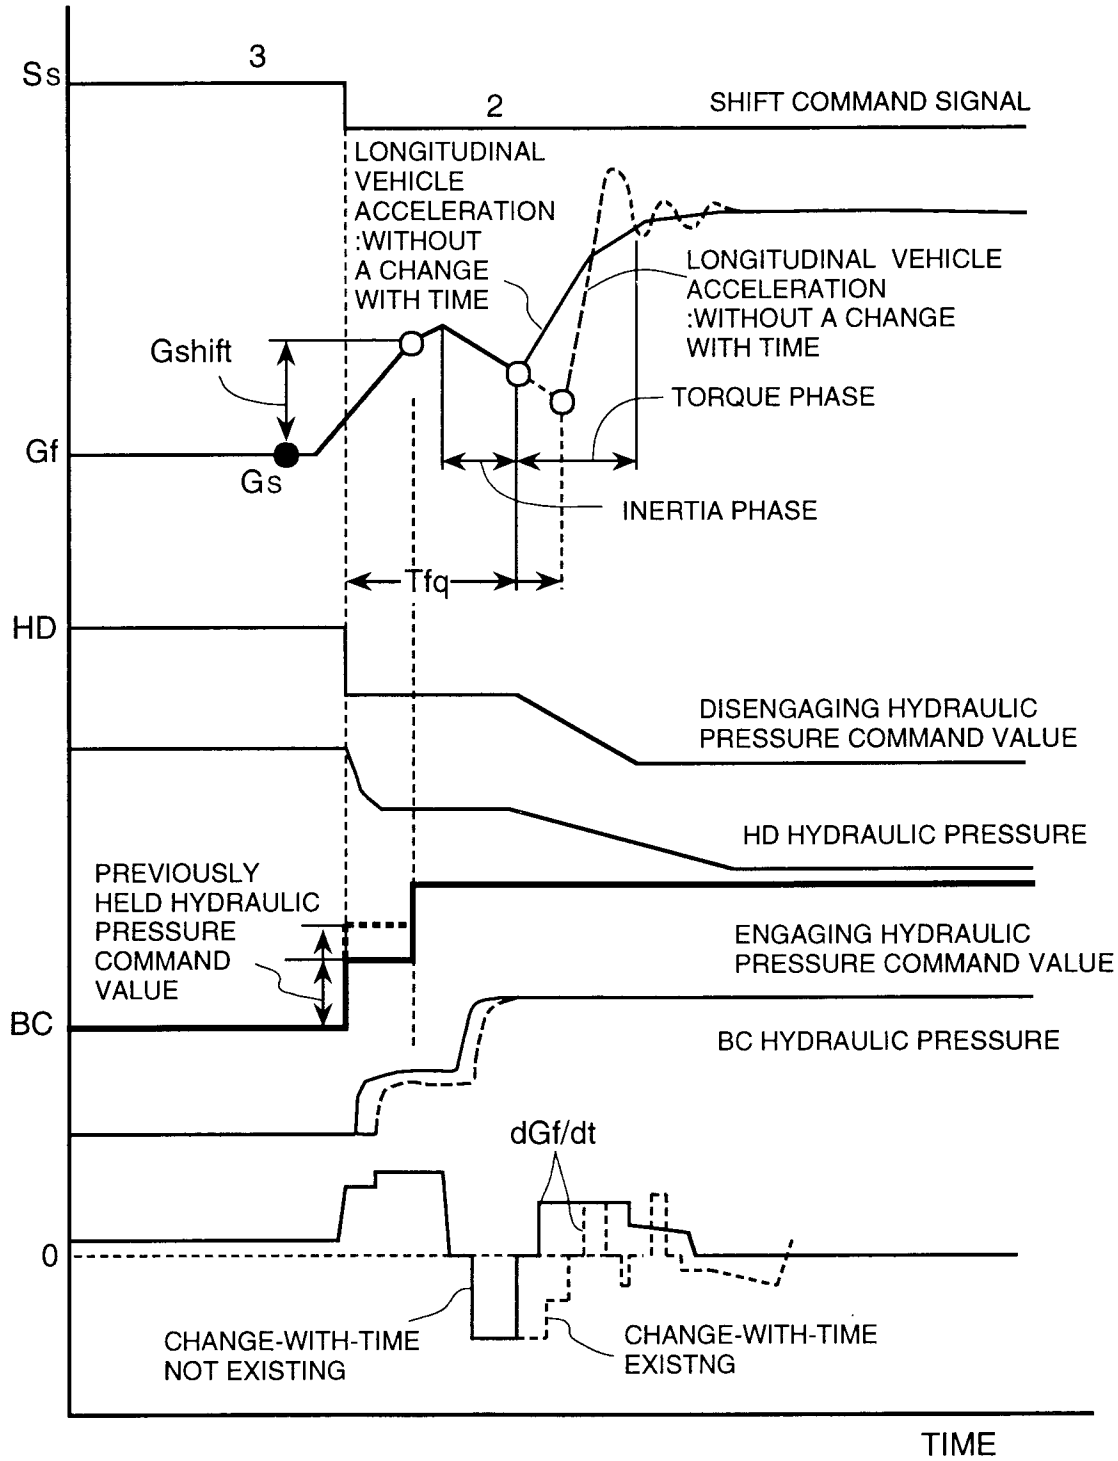 3
Ss
2
SHIFT COMMAND SIGNAL
LONGITUDINAL
VEHICLE
ACCELERATION
:WITHOUT
A CHANGE
WITH TIME
LONGITUDINAL VEHICLE
ACCELERATION
:WITHOUT A CHANGE
WITH TIME
Gshift
TORQUE PHASE
Gf
Gs
INERTIA PHASE
Tfq
HD
DISENGAGING HYDRAULIC
PRESSURE COMMAND VALUE
HD HYDRAULIC PRESSURE
PREVIOUSLY
HELD HYDRAULIC
PRESSURE
COMMAND
VALUE
ENGAGING HYDRAULIC
PRESSURE COMMAND VALUE
BC
BC HYDRAULIC PRESSURE
dGf/dt
0
CHANGE-WITH-TIME
NOT EXISTING
CHANGE-WITH-TIME
EXISTNG
TIME